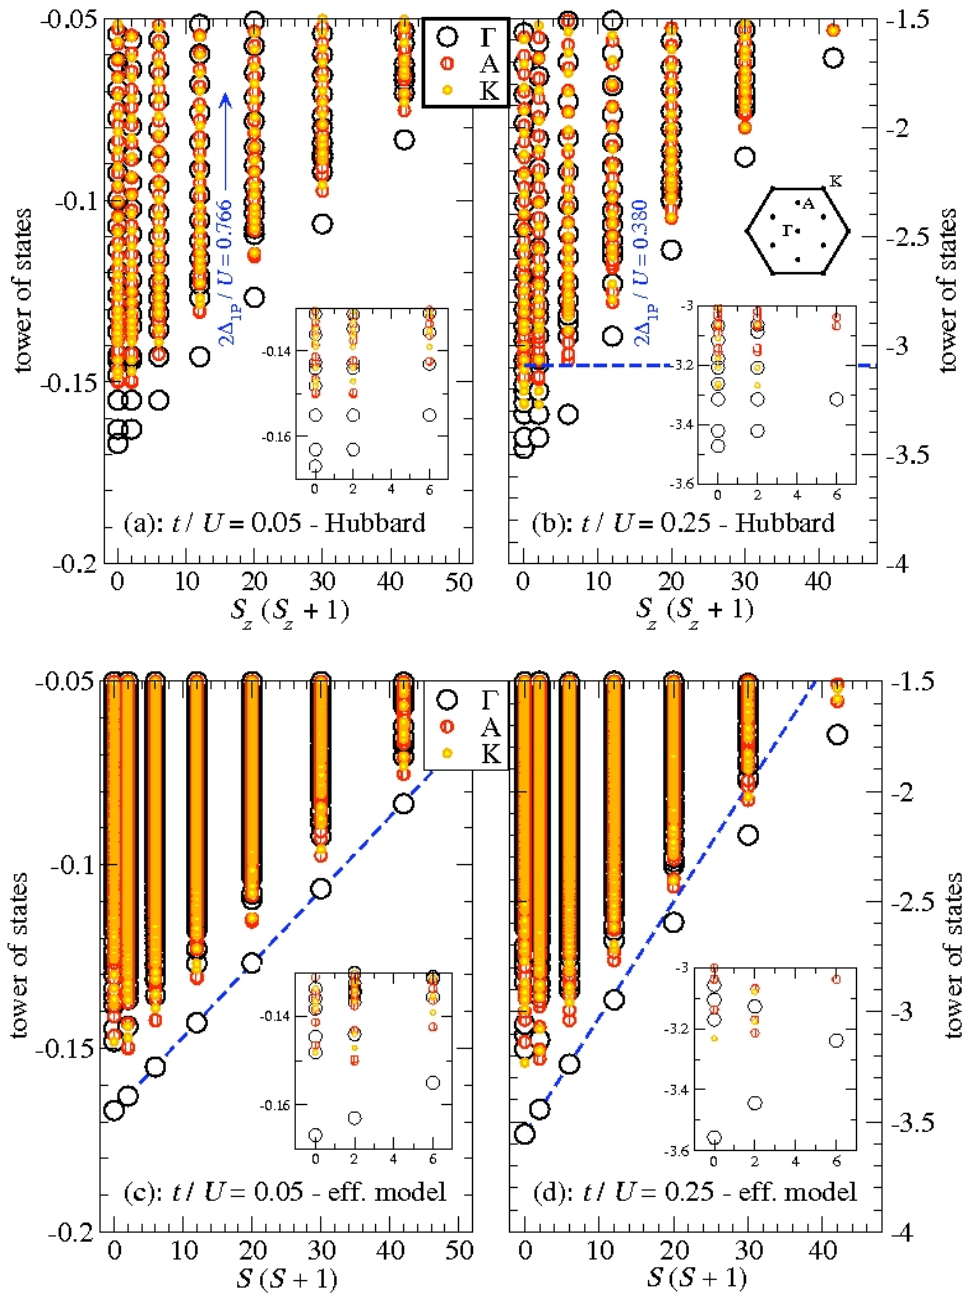 -0.05
-0.1
-0.15
-0.2
tower of states
Γ
A
K
2Δ1P / U = 0.766
-0.14
-0.16
0 2 4 6
(a): t / U = 0.05 - Hubbard
0 10 20 30 40 50
Sz (Sz + 1)
-1.5
-2
-2.5
-3
-3.5
-4
tower of states
2Δ1P / U = 0.380
K
A
Γ
-3
-3.2
-3.4
-3.6
0 2 4 6
(b): t / U = 0.25 - Hubbard
0 10 20 30 40
Sz (Sz + 1)
-0.05
-0.1
-0.15
-0.2
tower of states
Γ
A
K
-0.14
-0.16
0 2 4 6
(c): t / U = 0.05 - eff. model
0 10 20 30 40 50
S (S + 1)
-1.5
-2
-2.5
-3
-3.5
-4
tower of states
-3
-3.2
-3.4
-3.6
0 2 4 6
(d): t / U = 0.25 - eff. model
0 10 20 30 40
S (S + 1)